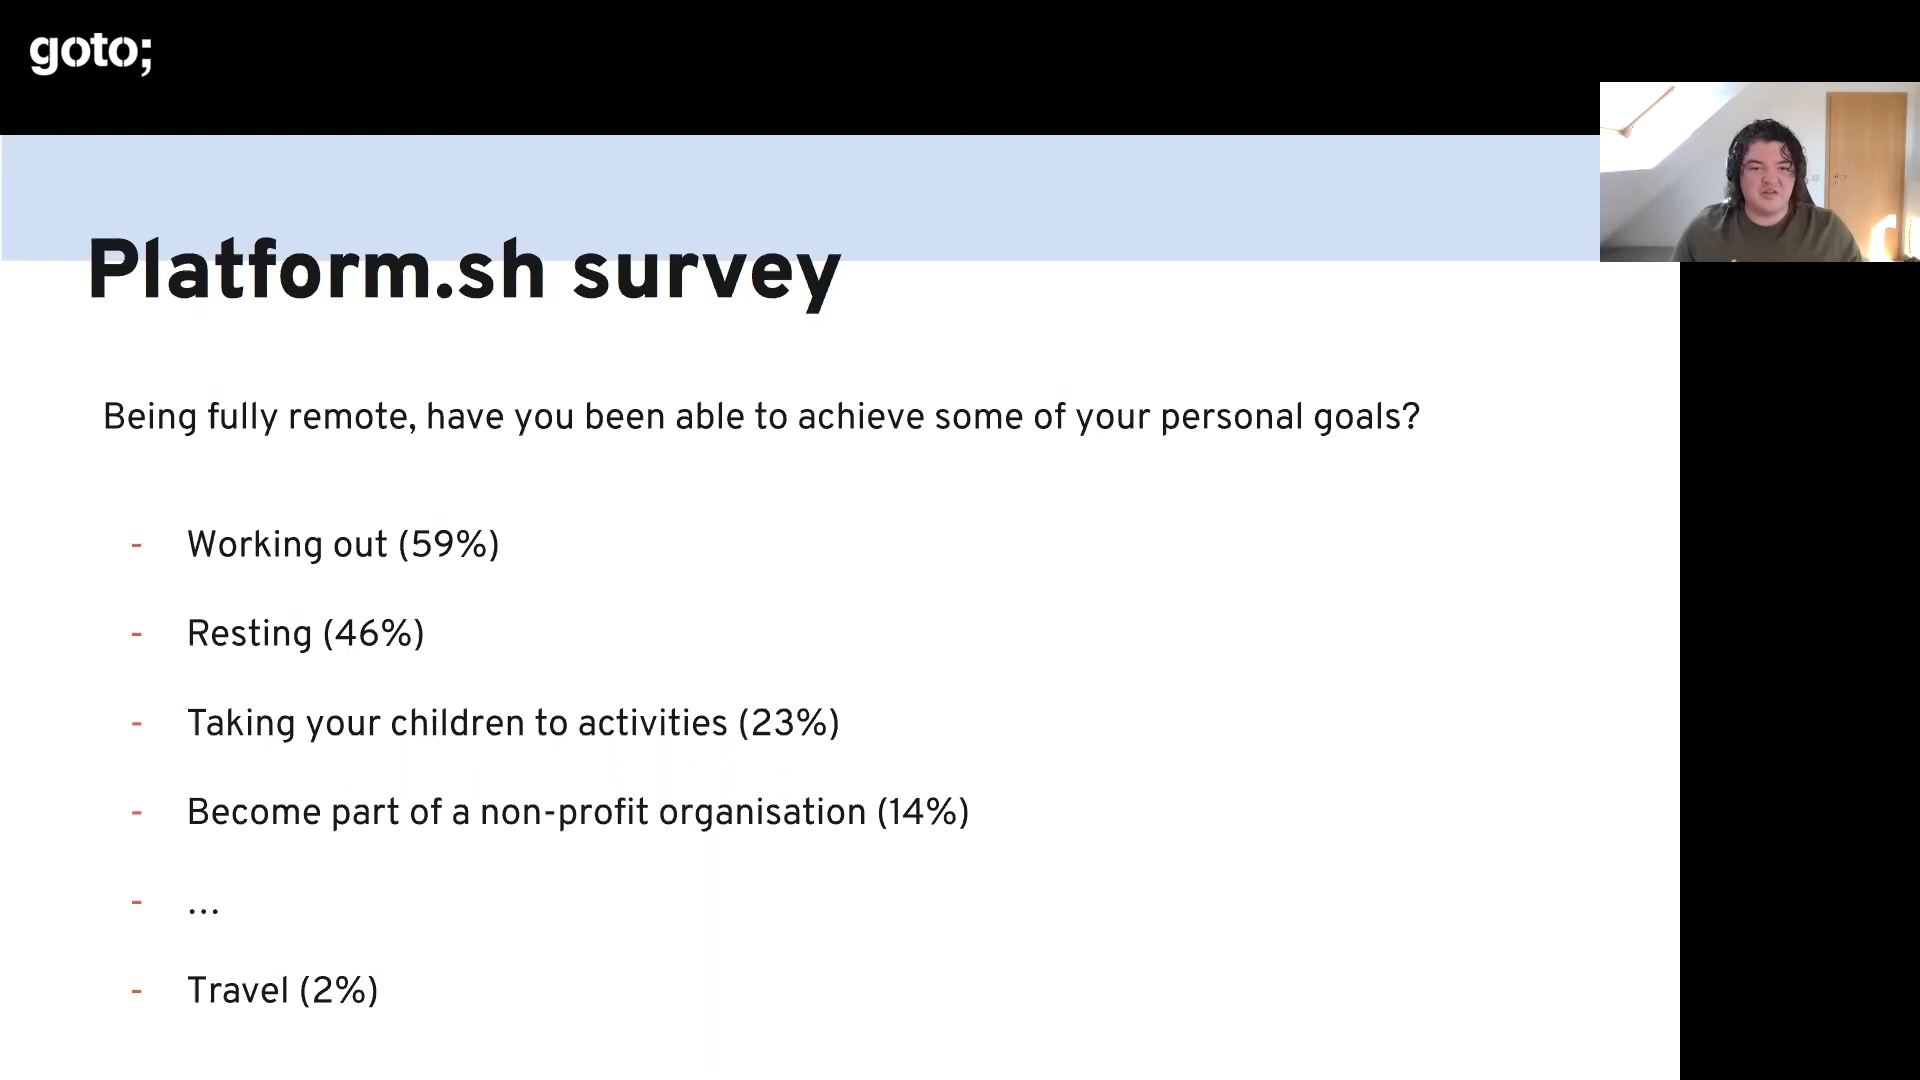 goto;
Platform.sh survey
Being fully remote, have you been able to achieve some of your personal goals?
- Working out (59%)
- Resting (46%)
- Taking your children to activities (23%)
- Become part of a non-profit organisation (14%)
- ...
- Travel (2%)